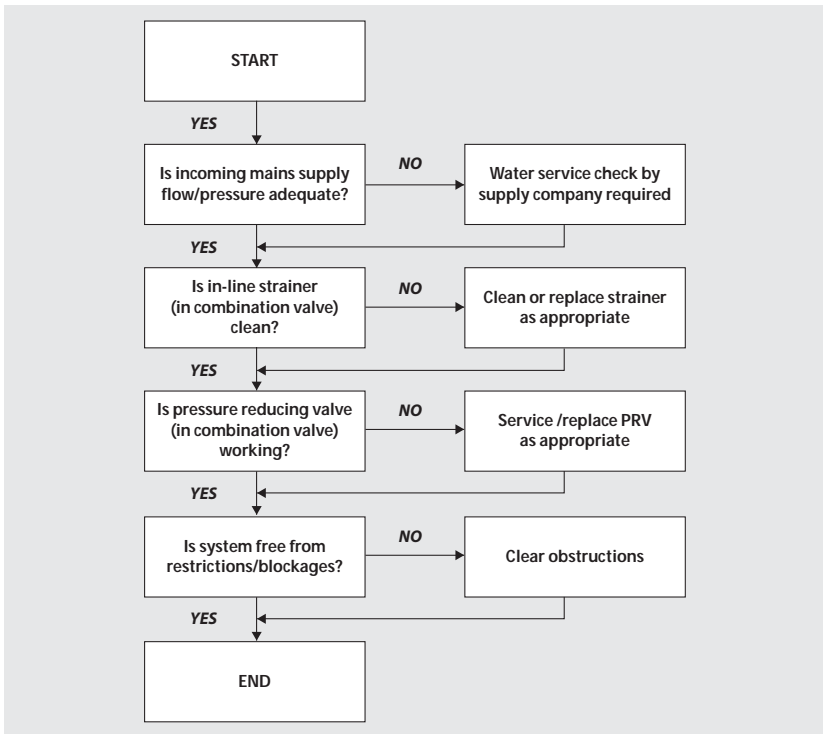 START
YES
Is incoming mains supply
flow/pressure adequate?
NO
Water service check by
supply company required
YES
Is in-line strainer
(in combination valve)
clean?
NO
Clean or replace strainer
as appropriate
YES
Is pressure reducing valve
(in combination valve)
working?
NO
Service /replace PRV
as appropriate
YES
Is system free from
restrictions/blockages?
NO
Clear obstructions
YES
END